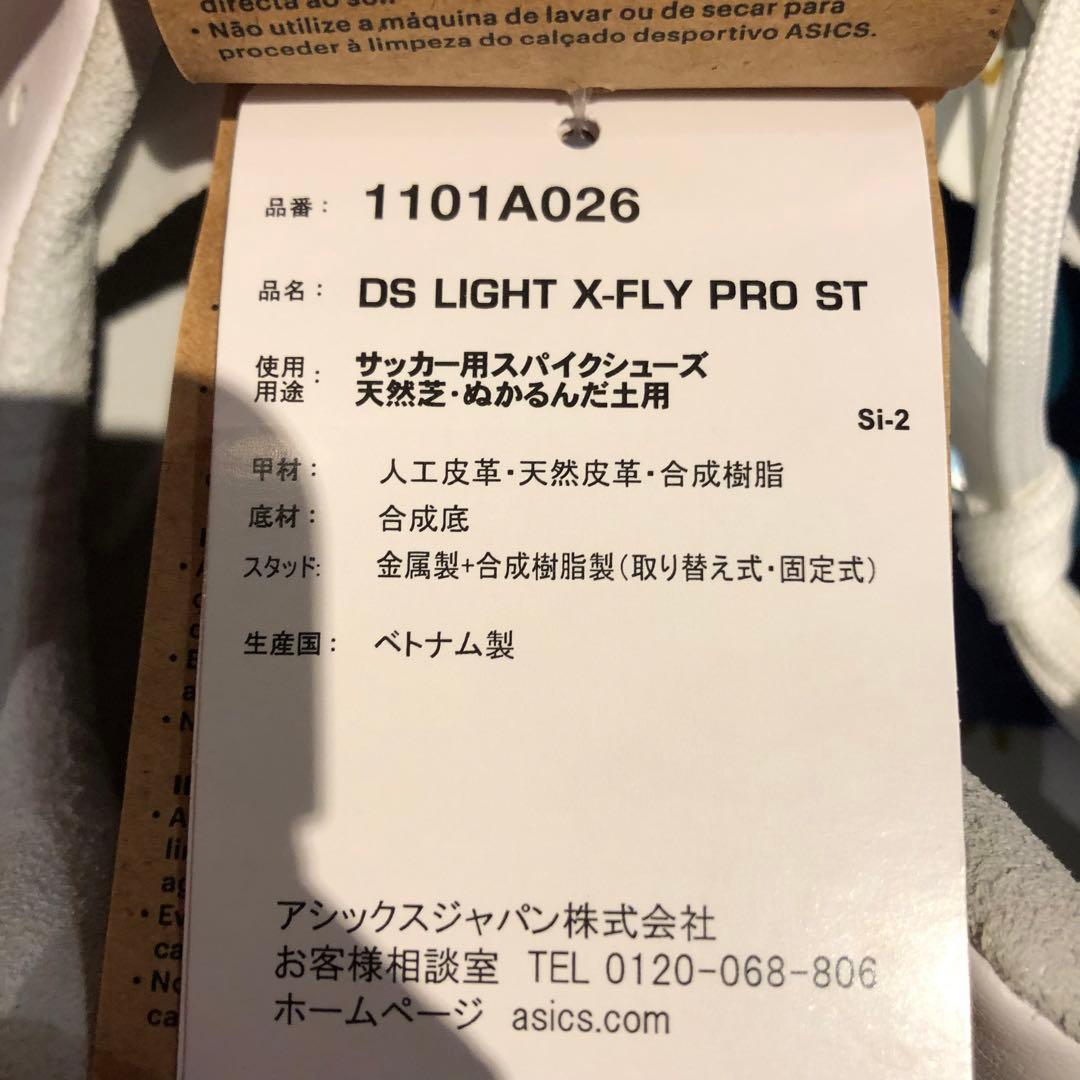 directa ao sol.
• Não utilize a máquina de lavar ou de secar para
proceder à limpeza do calçado desportivo ASICS.
品番： 1101A026
品名： DS LIGHT X-FLY PRO ST
使用用途： サッカー用スパイクシューズ
天然芝・ぬかるんだ土用
Si-2
甲材： 人工皮革・天然皮革・合成樹脂
底材： 合成底
スタッド: 金属製+合成樹脂製(取り替え式・固定式)
生産国： ベトナム製
アシックスジャパン株式会社
お客様相談室 TEL 0120-068-806
ホームページ asics.com